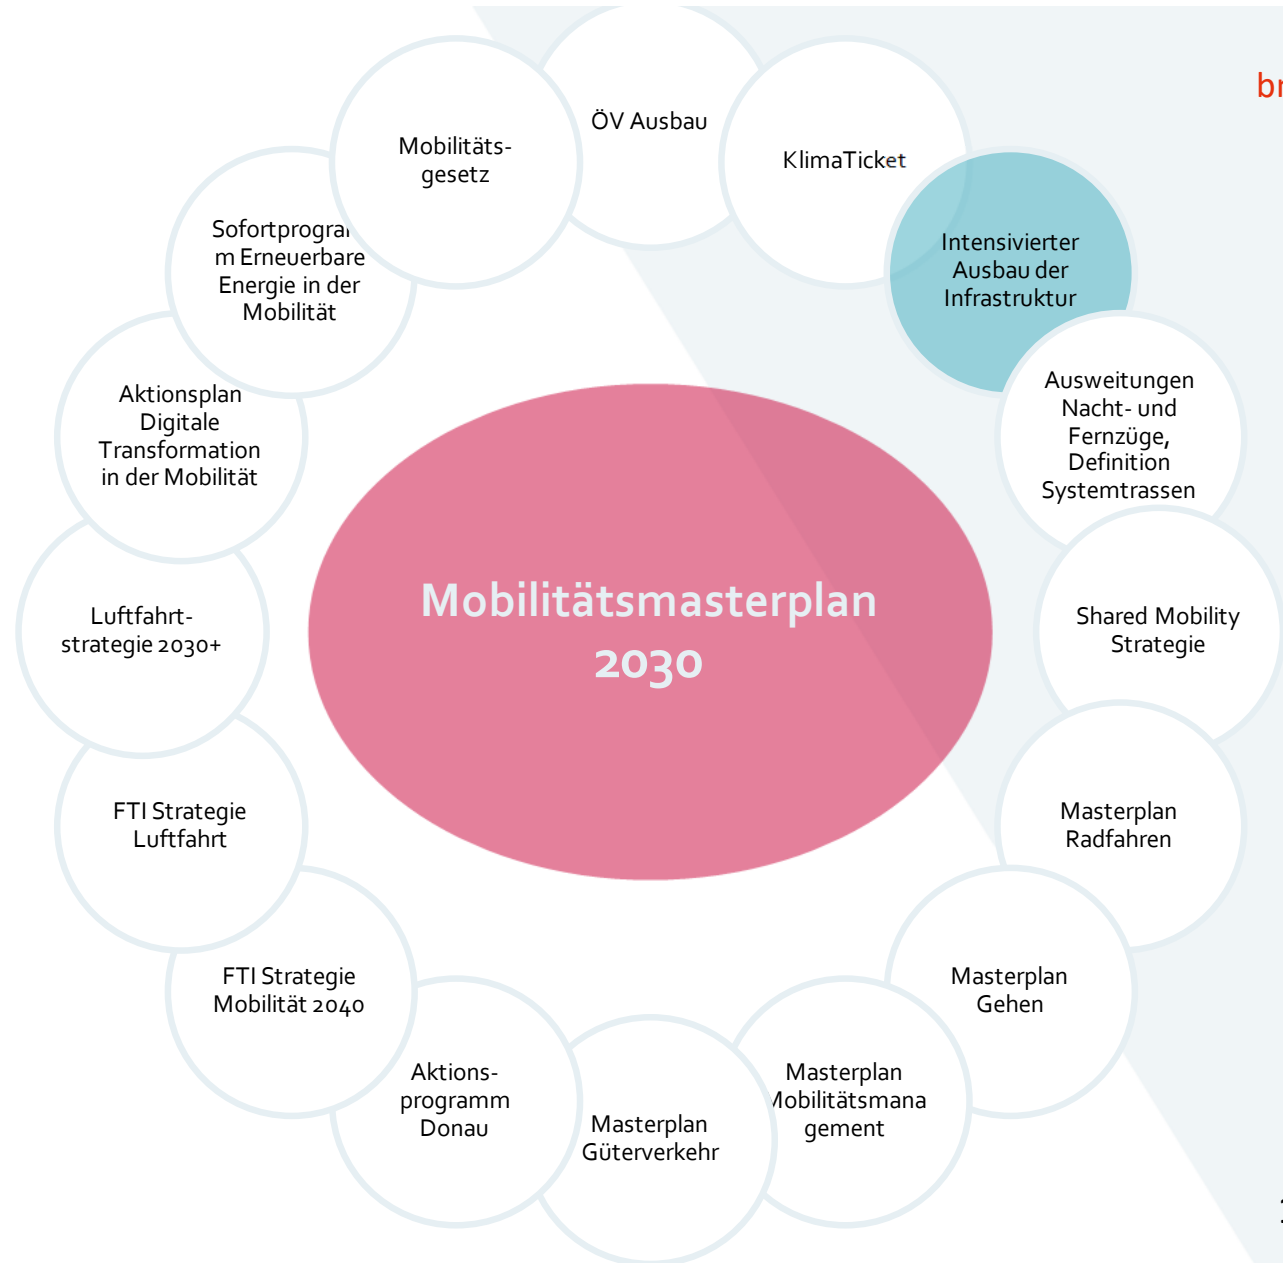 ÖV Ausbau
KlimaTicket
Intensivierter
Ausbau der
Infrastruktur
Ausweitungen
Nacht- und
Fernzüge,
Definition
Systemtrassen
Shared Mobility
Strategie
Masterplan
Radfahren
Masterplan
Gehen
Masterplan
Mobilitätsmana
gement
Masterplan
Güterverkehr
Aktions-
programm
Donau
FTI Strategie
Mobilität 2040
FTI Strategie
Luftfahrt
Luftfahrt-
strategie 2030+
Aktionsplan
Digitale
Transformation
in der Mobilität
Sofortprogram
m Erneuerbare
Energie in der
Mobilität
Mobilitäts-
gesetz
Mobilitätsmasterplan
2030